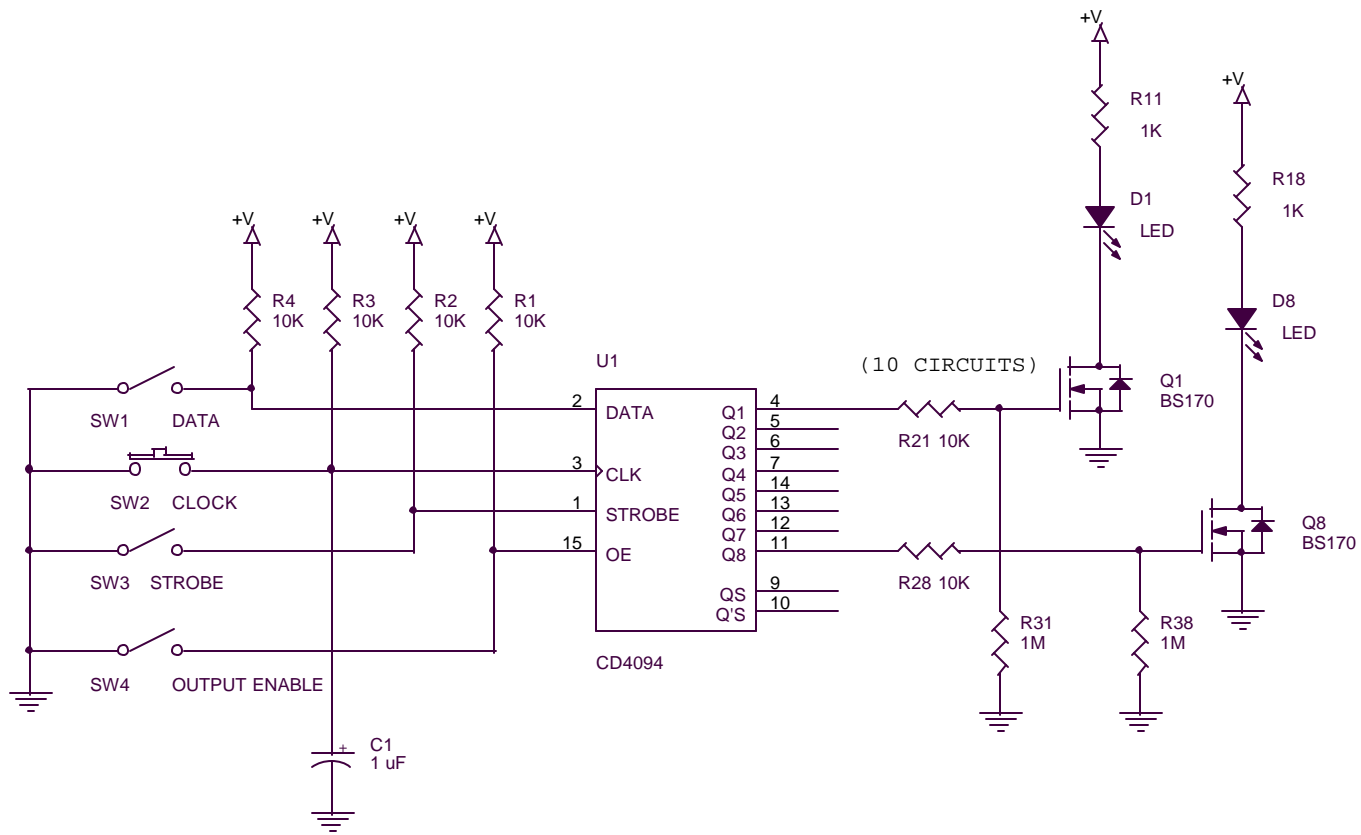 +V
R11
1K
+V
D1
LED
R18
1K
+V
+V
+V
+V
R4
10K
R3
10K
R2
10K
R1
10K
D8
LED
U1
(10 CIRCUITS)
Q1
BS170
SW1 DATA
2
DATA
Q1
4
Q2
5
Q3
6
R21 10K
SW2 CLOCK
3
CLK
Q4
7
Q5
14
1
STROBE
Q6
13
Q7
12
SW3 STROBE
15
OE
Q8
11
R28 10K
Q8
BS170
QS
9
Q'S
10
R31
1M
R38
1M
SW4 OUTPUT ENABLE
CD4094
+
C1
1 uF